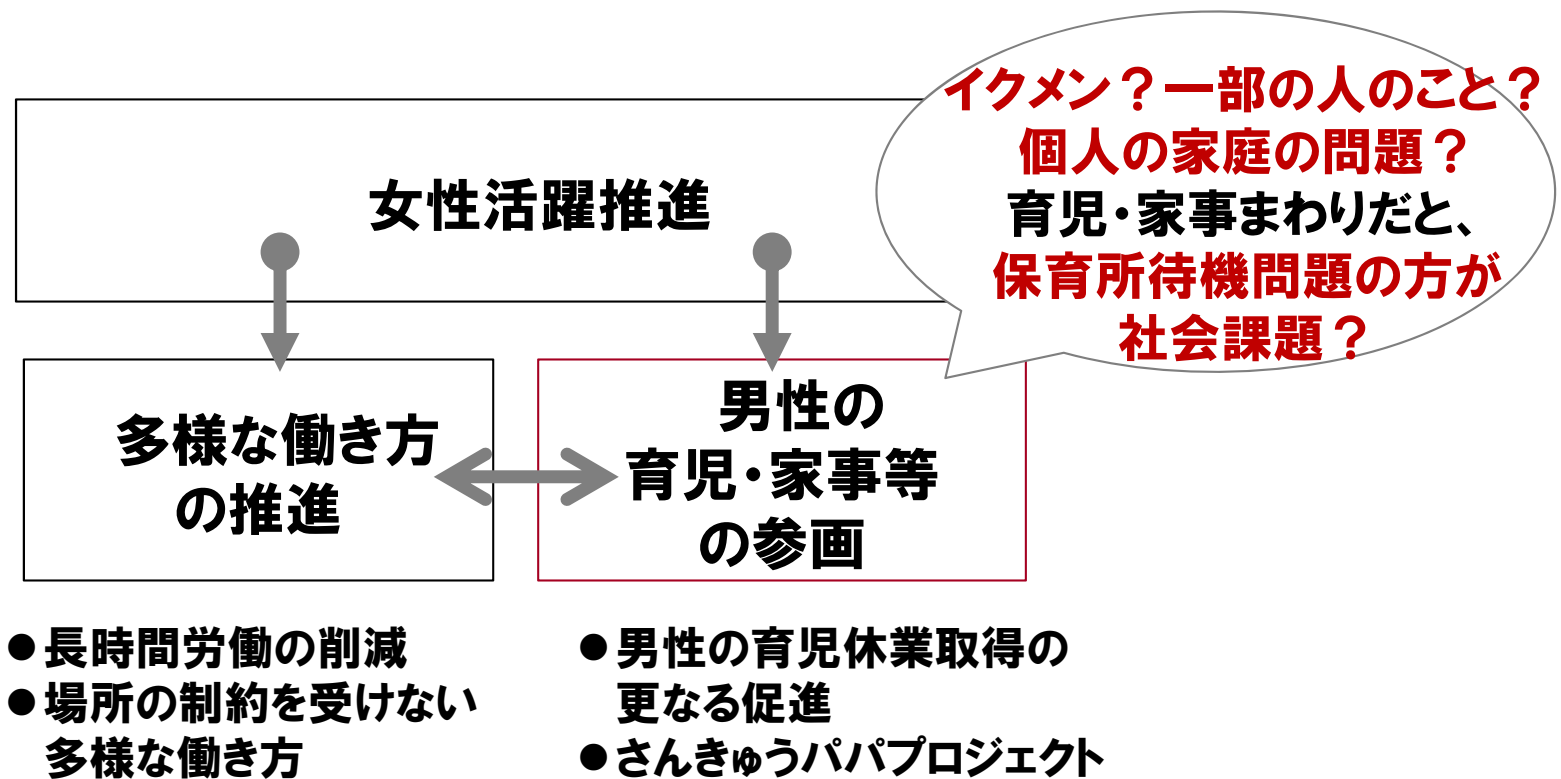 イクメン？一部の人のこと？
個人の家庭の問題？
育児・家事まわりだと、
保育所待機問題の方が
社会課題？
女性活躍推進
多様な働き方
の推進
男性の
育児・家事等
の参画
●長時間労働の削減
●場所の制約を受けない
多様な働き方
●男性の育児休業取得の
更なる促進
●さんきゅうパパプロジェクト